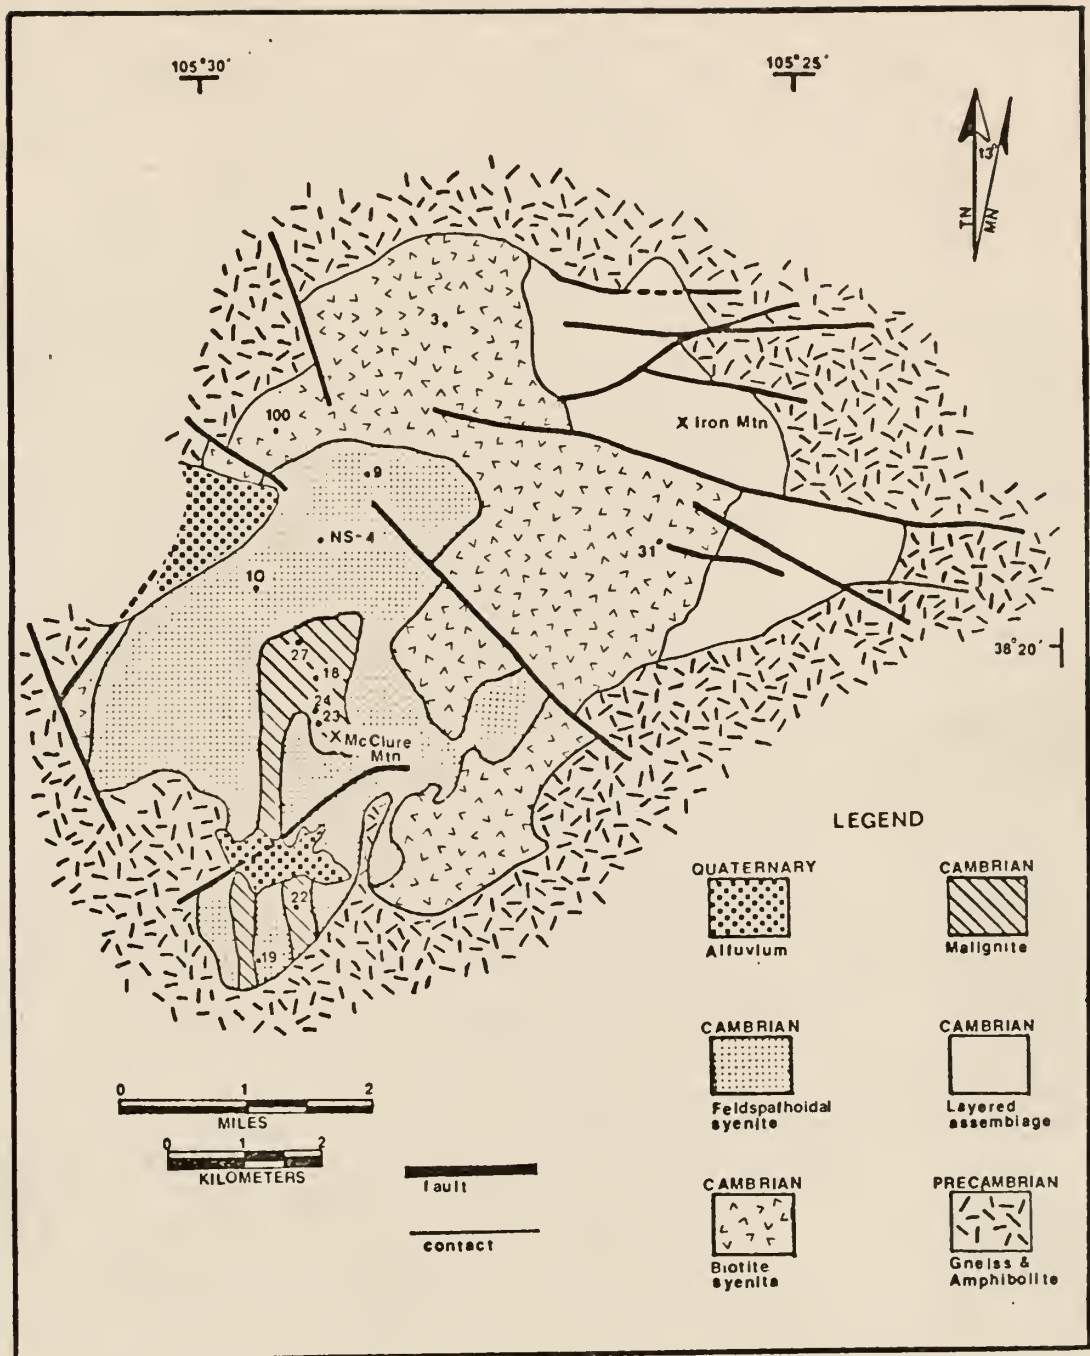 105°30'
105°25'
13°
TN
MN
3
100
X Iron Mtn
9
NS-4
31
10
38°20'
27
18
24
23
X McClure
Mtn
22
19
LEGEND
QUATERNARY
Alluvium
CAMBRIAN
Malignite
CAMBRIAN
Feldspathoidal
syenite
CAMBRIAN
Layered
assemblage
CAMBRIAN
Biotite
syenite
PRECAMBRIAN
Gneiss &
Amphibolite
0 1 2
MILES
0 1 2
KILOMETERS
fault
contact